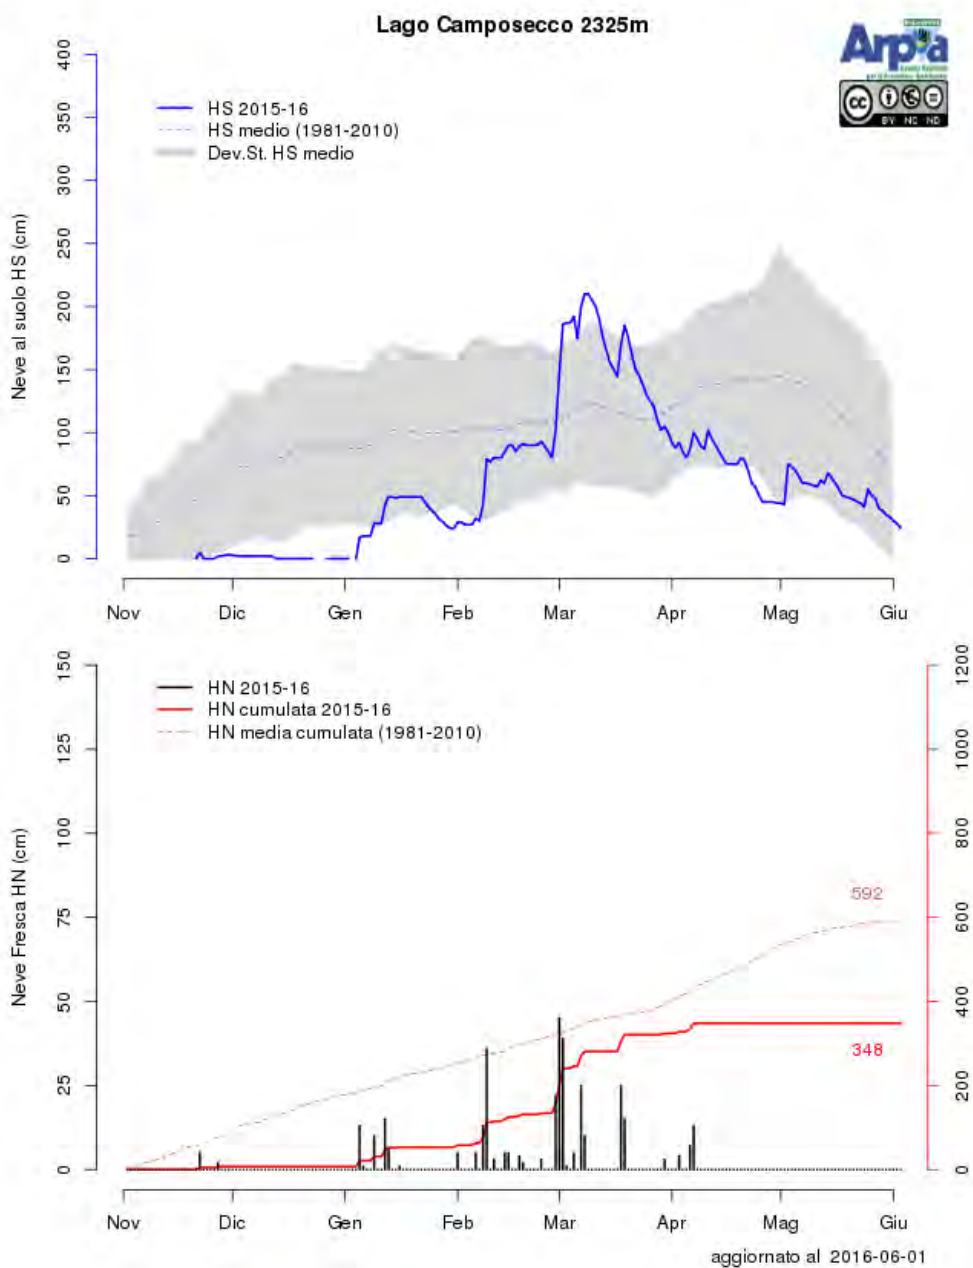 Lago Camposecco 2325m
Arpa
cc
BY NC ND
HS 2015-16
HS medio (1981-2010)
Dev.St. HS medio
Neve al suolo HS (cm)
400
350
300
250
200
150
100
50
0
Nov Dic Gen Feb Mar Apr Mag Giu
HN 2015-16
HN cumulata 2015-16
HN media cumulata (1981-2010)
Neve Fresca HN (cm)
150
125
100
75
50
25
0
1200
1000
800
600
400
200
0
592
348
Nov Dic Gen Feb Mar Apr Mag Giu
aggiornato al 2016-06-01